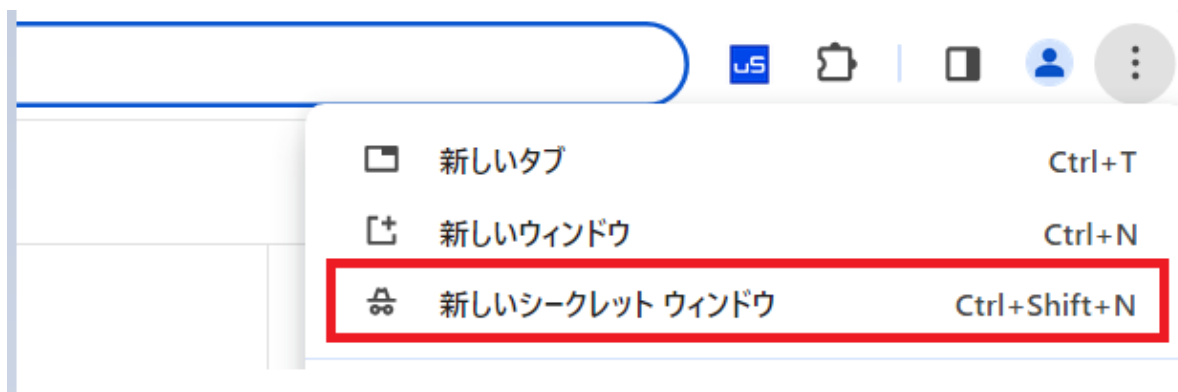 uS
新しいタブ Ctrl+T
新しいウィンドウ Ctrl+N
新しいシークレット ウィンドウ Ctrl+Shift+N